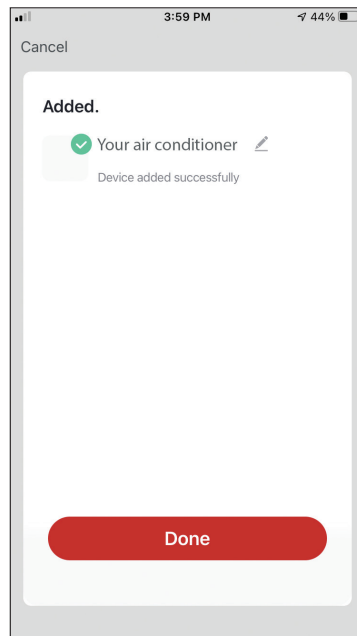 3:59 PM
44%
Cancel
Added.
Your air conditioner
Device added successfully
Done